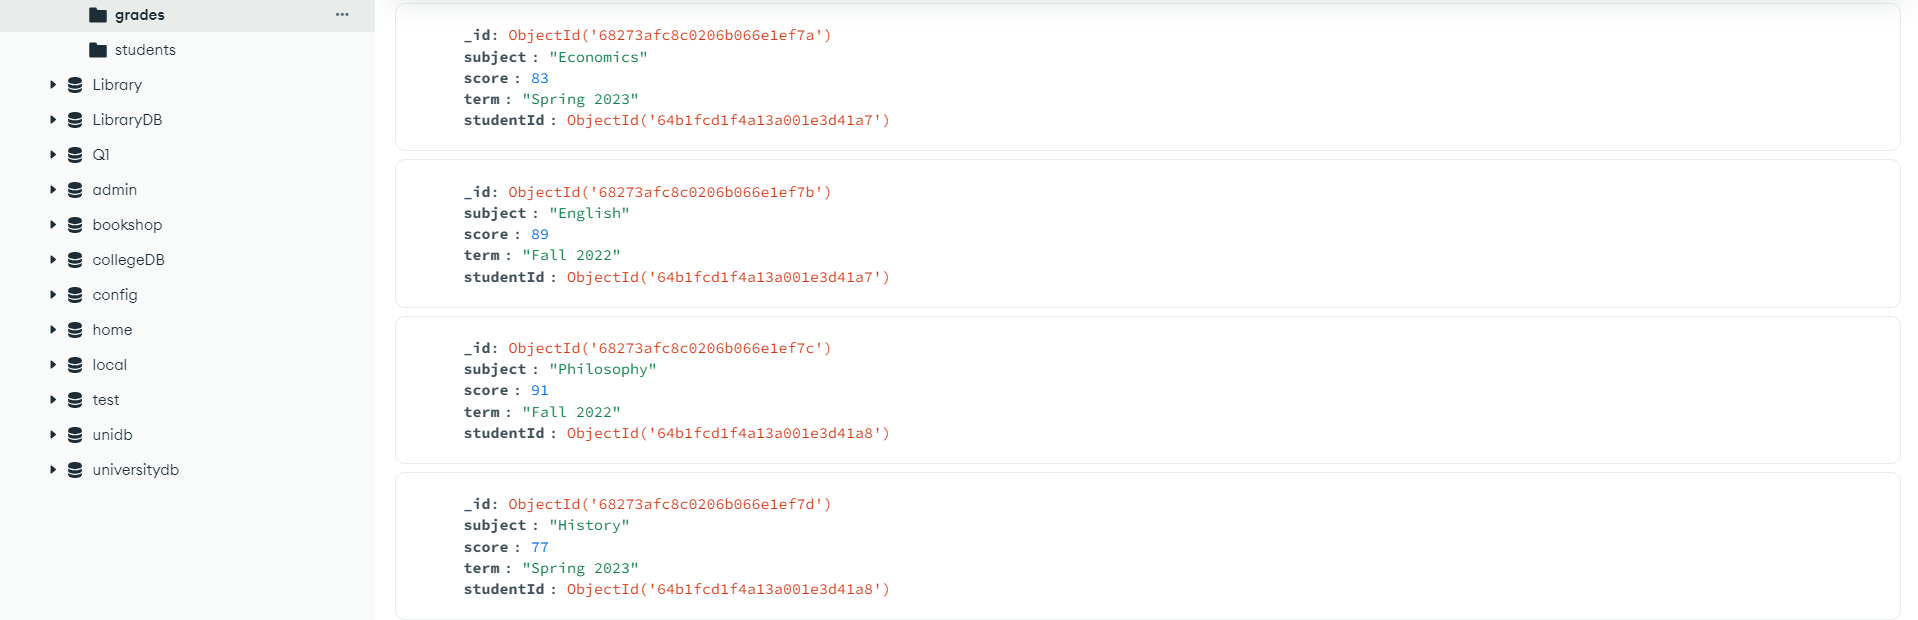 grades
students
Library
LibraryDB
Q1
admin
bookshop
collegeDB
config
home
local
test
unidb
universitydb
_id: ObjectId('68273afc8c0206b066e1ef7a')
subject : "Economics"
score : 83
term : "Spring 2023"
studentId : ObjectId('64b1fcd1f4a13a001e3d41a7')
_id: ObjectId('68273afc8c0206b066e1ef7b')
subject : "English"
score : 89
term : "Fall 2022"
studentId : ObjectId('64b1fcd1f4a13a001e3d41a7')
_id: ObjectId('68273afc8c0206b066e1ef7c')
subject : "Philosophy"
score : 91
term : "Fall 2022"
studentId : ObjectId('64b1fcd1f4a13a001e3d41a8')
_id: ObjectId('68273afc8c0206b066e1ef7d')
subject : "History"
score : 77
term : "Spring 2023"
studentId : ObjectId('64b1fcd1f4a13a001e3d41a8')